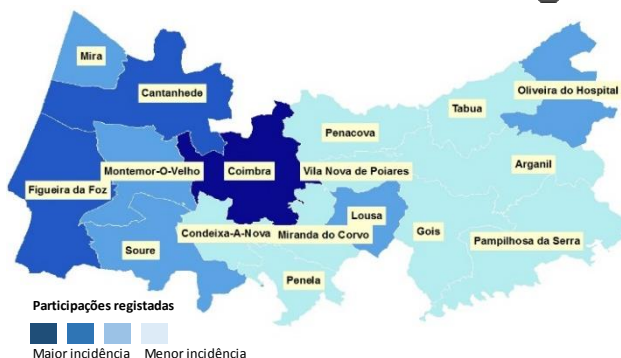 Mira
Cantanhede
Oliveira do Hospital
Tabua
Penacova
Arganil
Montemor-O-Velho
Coimbra
Vila Nova de Poiares
Figueira da Foz
Lousa
Condeixa-A-Nova
Miranda do Corvo
Gois
Soure
Pampilhosa da Serra
Penela
Participações registadas
Maior incidência
Menor incidência